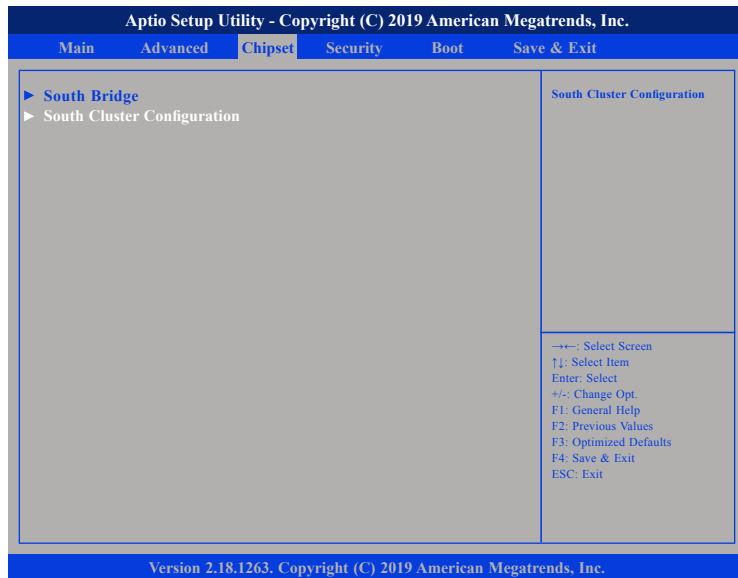 Aptio Setup Utility - Copyright (C) 2019 American Megatrends, Inc.
Main Advanced Chipset Security Boot Save & Exit
► South Bridge
► South Cluster Configuration
South Cluster Configuration
→←: Select Screen
↑↓: Select Item
Enter: Select
+/-: Change Opt.
F1: General Help
F2: Previous Values
F3: Optimized Defaults
F4: Save & Exit
ESC: Exit
Version 2.18.1263. Copyright (C) 2019 American Megatrends, Inc.